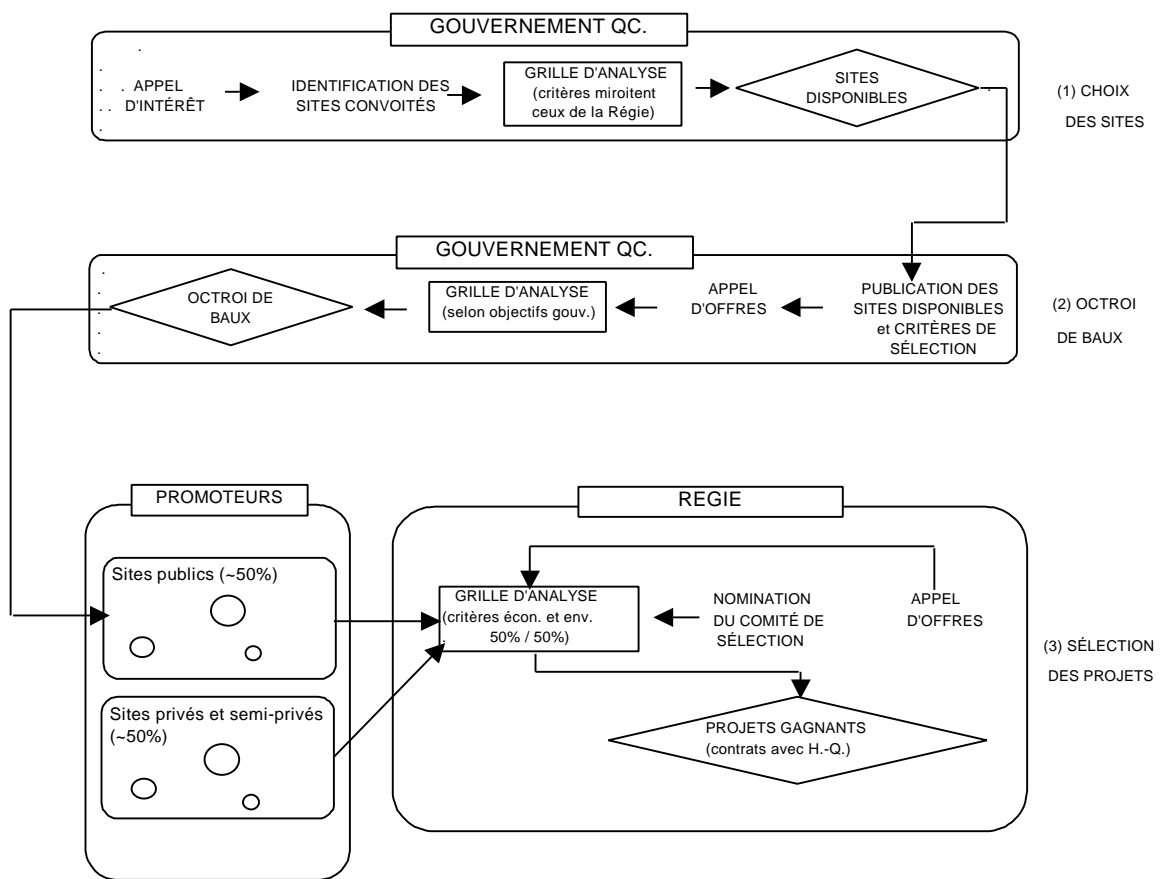 GOUVERNEMENT QC.
APPEL
D'INTÉRÊT
IDENTIFICATION DES
SITES CONVOITÉS
GRILLE D'ANALYSE
(critères miroitent
ceux de la Régie)
SITES
DISPONIBLES
(1) CHOIX
DES SITES
GOUVERNEMENT QC.
OCTROI DE
BAUX
GRILLE D'ANALYSE
(selon objectifs gouv.)
APPEL
D'OFFRES
PUBLICATION DES
SITES DISPONIBLES
et CRITÈRES DE
SÉLECTION
(2) OCTROI
DE BAUX
PROMOTEURS
Sites publics (~50%)
Sites privés et semi-privés
(~50%)
REGIE
GRILLE D'ANALYSE
(critères écon. et env.
50% / 50%)
NOMINATION
DU COMITÉ DE
SÉLECTION
APPEL
D'OFFRES
PROJETS GAGNANTS
(contrats avec H.-Q.)
(3) SÉLECTION
DES PROJETS